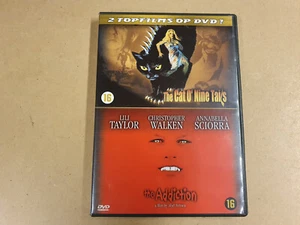 2 TOPFILMS OP DVD!
The Cat O' Nine Tails
16
LILI TAYLOR
CHRISTOPHER WALKEN
ANNABELLA SCIORRA
the Addiction
DVD
16